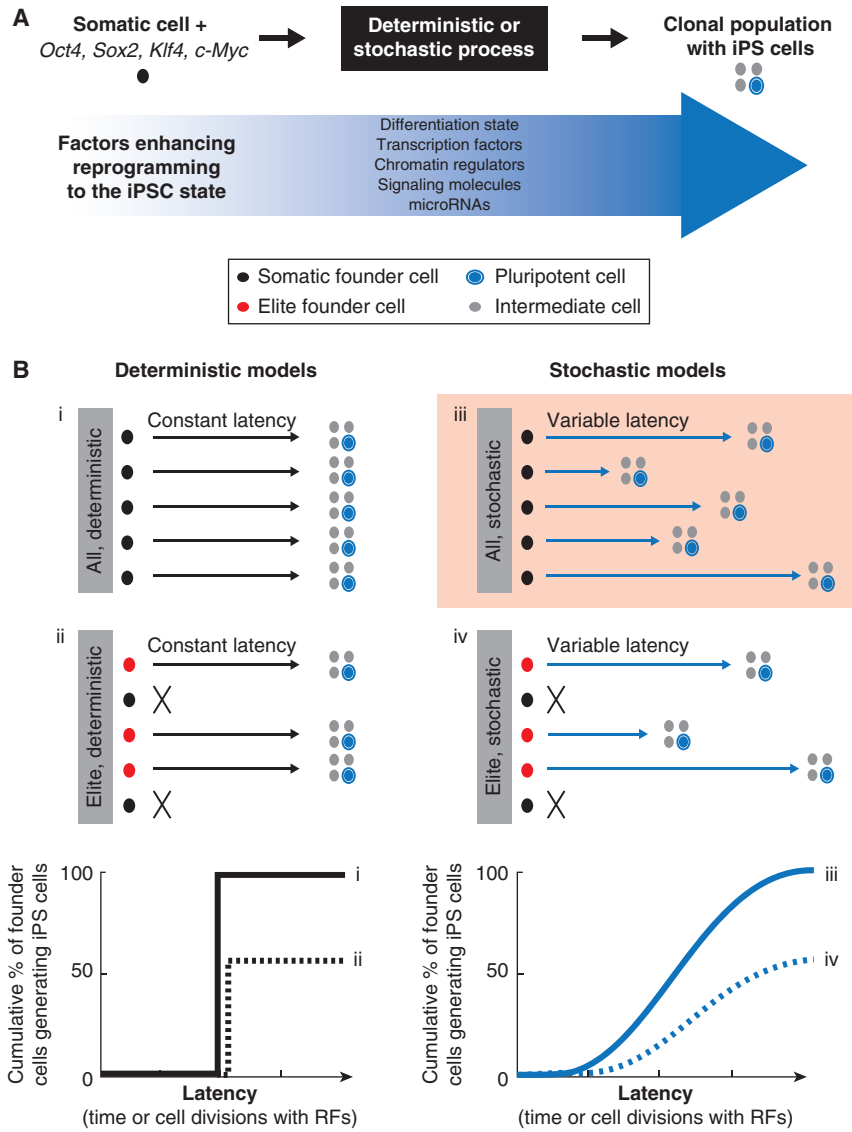 A
Somatic cell +
Oct4, Sox2, Klf4, c-Myc
Deterministic or
stochastic process
Clonal population
with iPS cells
Factors enhancing
reprogramming
to the iPSC state
Differentiation state
Transcription factors
Chromatin regulators
Signaling molecules
microRNAs
Somatic founder cell
Pluripotent cell
Elite founder cell
Intermediate cell
B
Deterministic models
Stochastic models
i
All, deterministic
Constant latency
iii
All, stochastic
Variable latency
ii
Elite, deterministic
Constant latency
iv
Elite, stochastic
Variable latency
Cumulative % of founder
cells generating iPS cells
100
50
0
i
ii
Latency
(time or cell divisions with RFs)
Cumulative % of founder
cells generating iPS cells
100
50
0
iii
iv
Latency
(time or cell divisions with RFs)